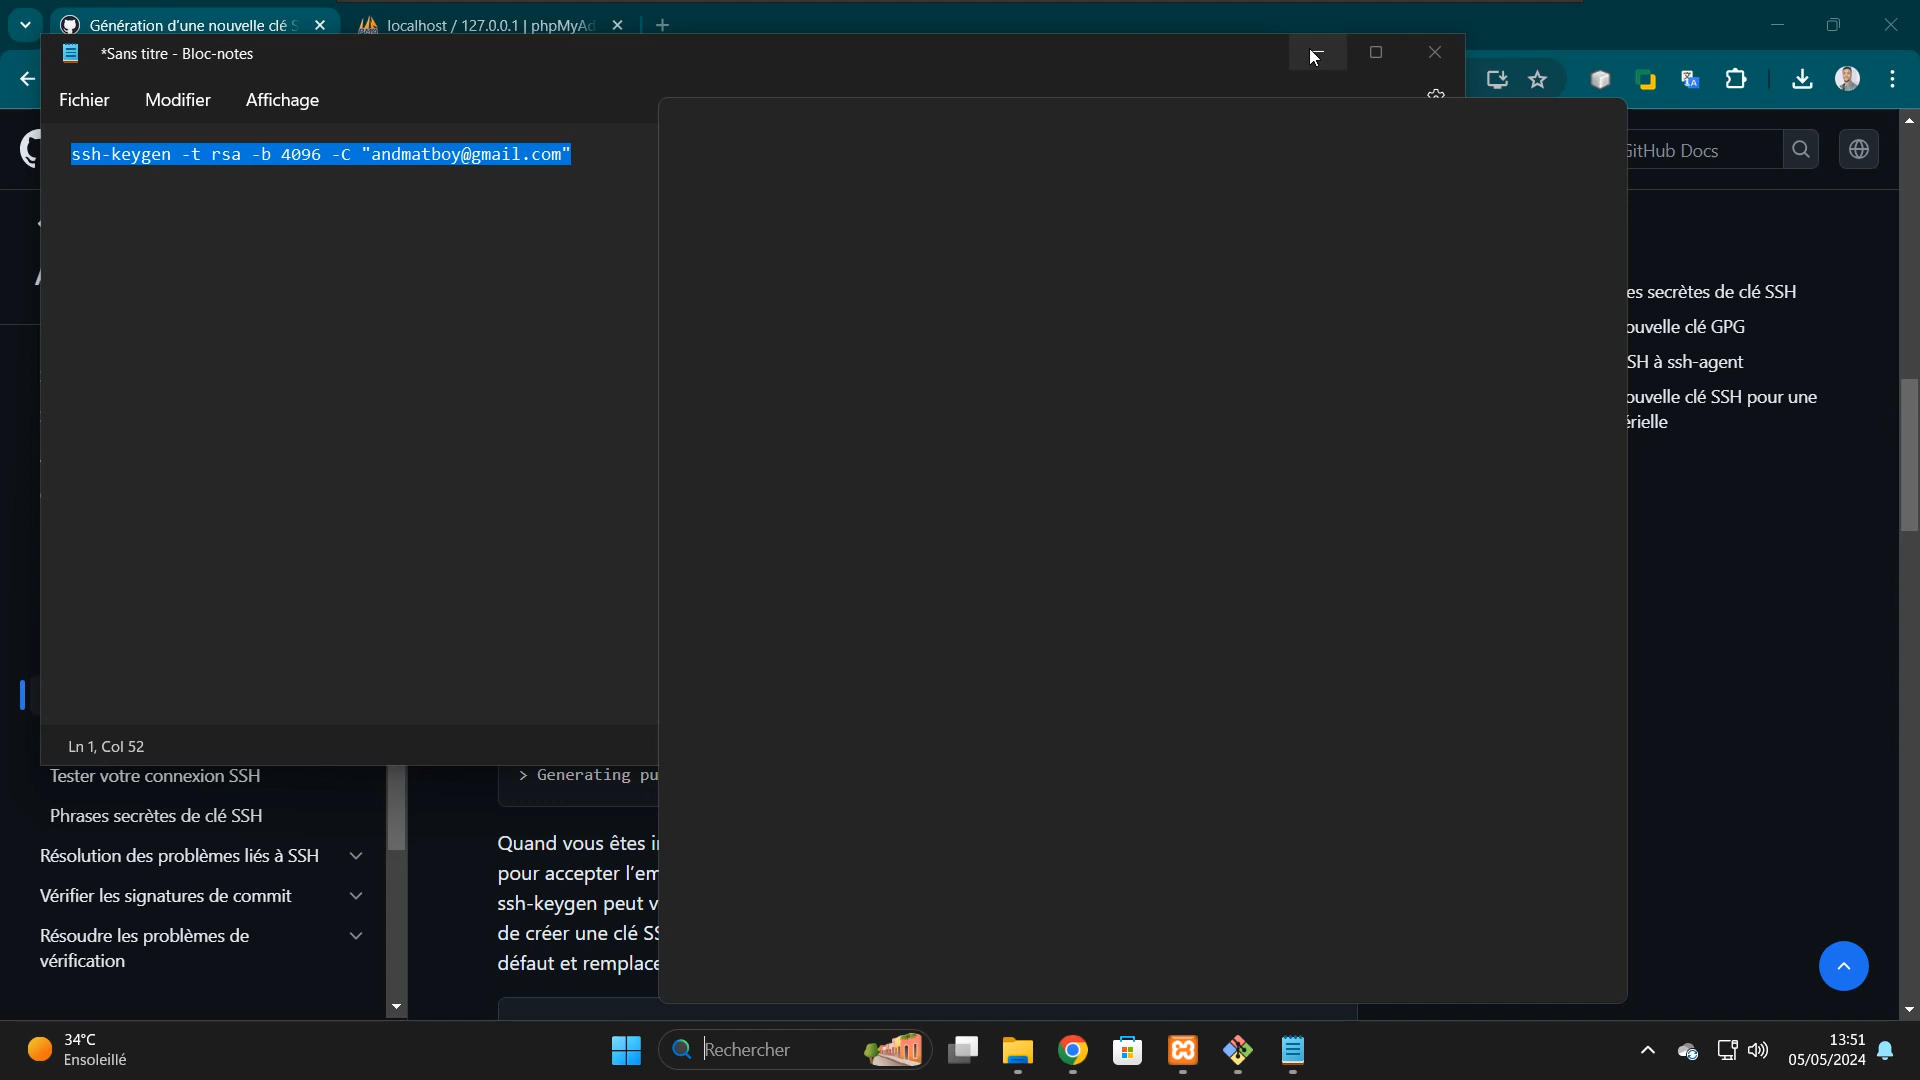 Génération d'une nouvelle clé S
localhost / 127.0.0.1 | phpMyAd
*Sans titre - Bloc-notes
Fichier
Modifier
Affichage
ssh-keygen -t rsa -b 4096 -C "andmatboy@gmail.com"
GitHub Docs
es secrètes de clé SSH
ouvelle clé GPG
SSH à ssh-agent
ouvelle clé SSH pour une
érielle
Ln 1, Col 52
Tester votre connexion SSH
Phrases secrètes de clé SSH
Résolution des problèmes liés à SSH
Vérifier les signatures de commit
Résoudre les problèmes de
vérification
> Generating pu
Quand vous êtes i
pour accepter l'em
ssh-keygen peut v
de créer une clé SS
défaut et remplace
34°C
Ensoleillé
Rechercher
13:51
05/05/2024